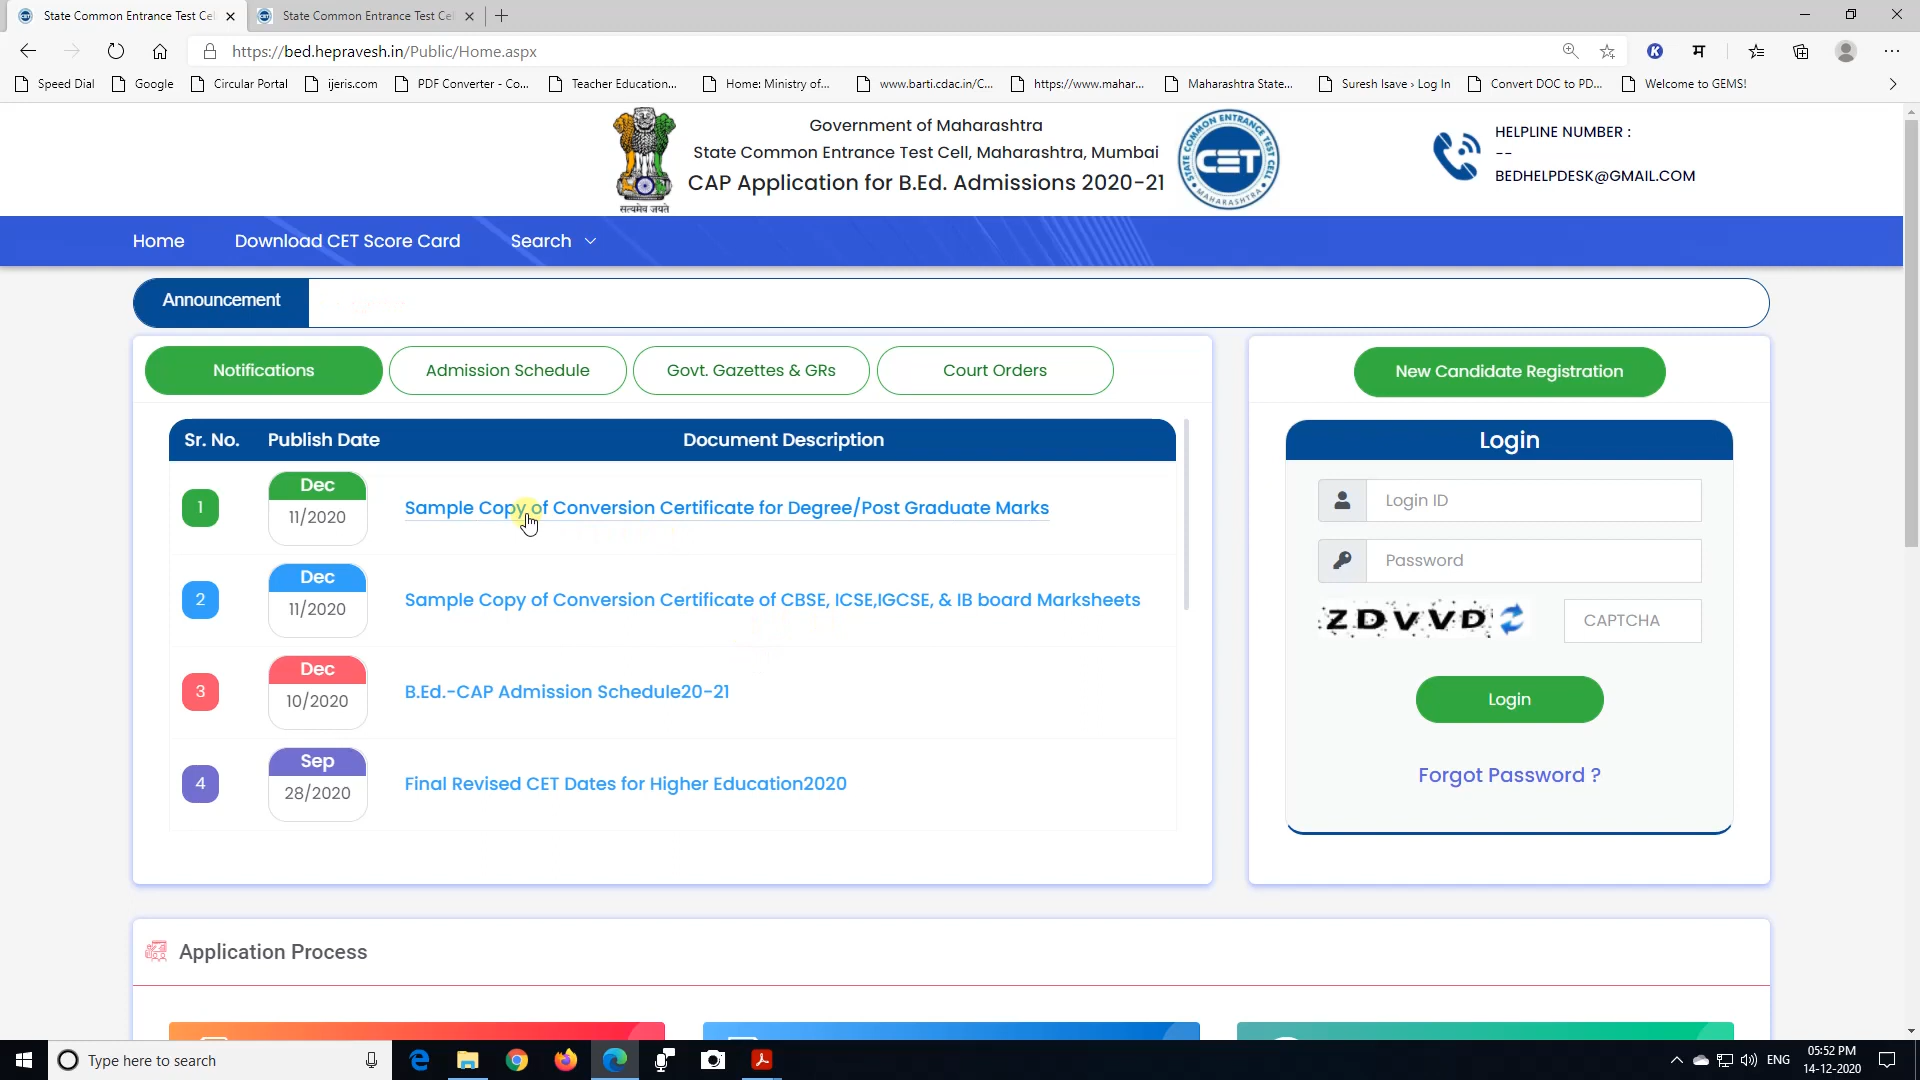 State Common Entrance Test Ce
State Common Entrance Test Cel
https://bed.hepravesh.in/Public/Home.aspx
Speed Dial
Google
Circular Portal
ijeris.com
PDF Converter - Co...
Teacher Education...
Home: Ministry of...
www.barti.cdac.in/C...
https://www.mahar...
Maharashtra State...
Suresh Isave › Log In
Convert DOC to PD...
Welcome to GEMS!
K
म
सत्यमेव जयते
Government of Maharashtra
State Common Entrance Test Cell, Maharashtra, Mumbai
CAP Application for B.Ed. Admissions 2020-21
STATE COMMON ENTRANCE TEST CELL
CET
MAHARASHTRA
HELPLINE NUMBER :
--
BEDHELPDESK@GMAIL.COM
Home
Download CET Score Card
Search
Announcement
Notifications
Admission Schedule
Govt. Gazettes & GRs
Court Orders
New Candidate Registration
Sr. No. Publish Date Document Description
1 Dec 11/2020 Sample Copy of Conversion Certificate for Degree/Post Graduate Marks
2 Dec 11/2020 Sample Copy of Conversion Certificate of CBSE, ICSE,IGCSE, & IB board Marksheets
3 Dec 10/2020 B.Ed.-CAP Admission Schedule20-21
4 Sep 28/2020 Final Revised CET Dates for Higher Education2020
Login
Login ID
Password
ZDVVD
CAPTCHA
Login
Forgot Password ?
Application Process
Type here to search
ENG
05:52 PM
14-12-2020